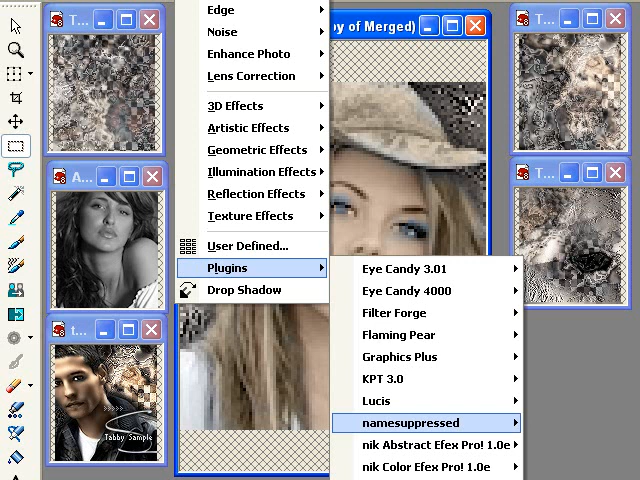 T...
Edge
Noise
Enhance Photo
Lens Correction
3D Effects
Artistic Effects
Geometric Effects
Illumination Effects
Reflection Effects
Texture Effects
User Defined...
Plugins
Drop Shadow
py of Merged)
T...
A...
T...
t...
Tabby Sample
Eye Candy 3.01
Eye Candy 4000
Filter Forge
Flaming Pear
Graphics Plus
KPT 3.0
Lucis
namesuppressed
nik Abstract Efex Pro! 1.0e
nik Color Efex Pro! 1.0e